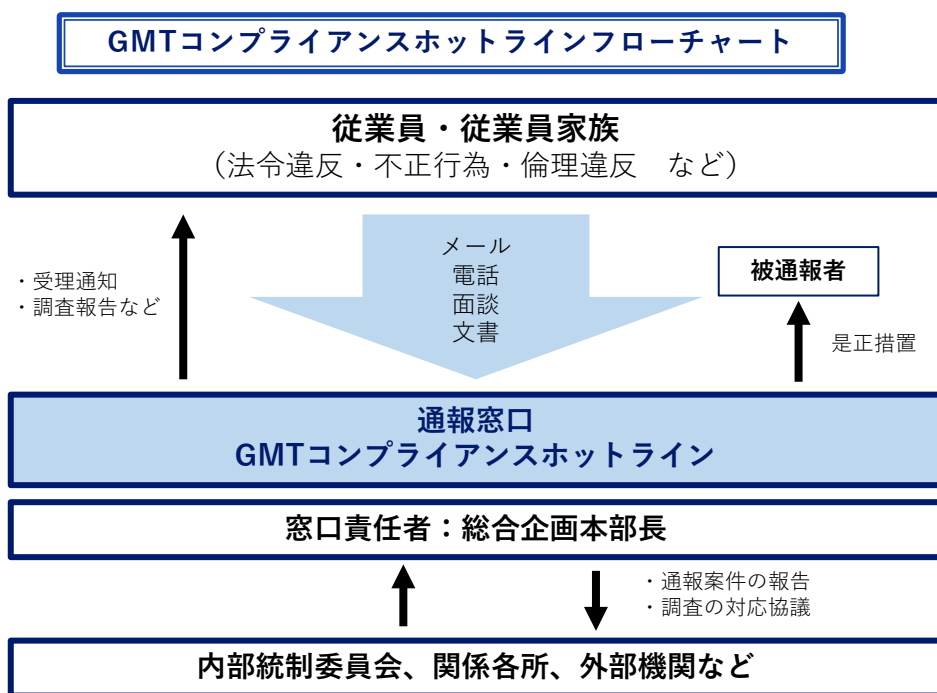 GMTコンプライアンスホットラインフローチャート
従業員・従業員家族
（法令違反・不正行為・倫理違反　など）
・受理通知
・調査報告など
メール
電話
面談
文書
被通報者
是正措置
通報窓口
GMTコンプライアンスホットライン
窓口責任者：総合企画本部長
・通報案件の報告
・調査の対応協議
内部統制委員会、関係各所、外部機関など